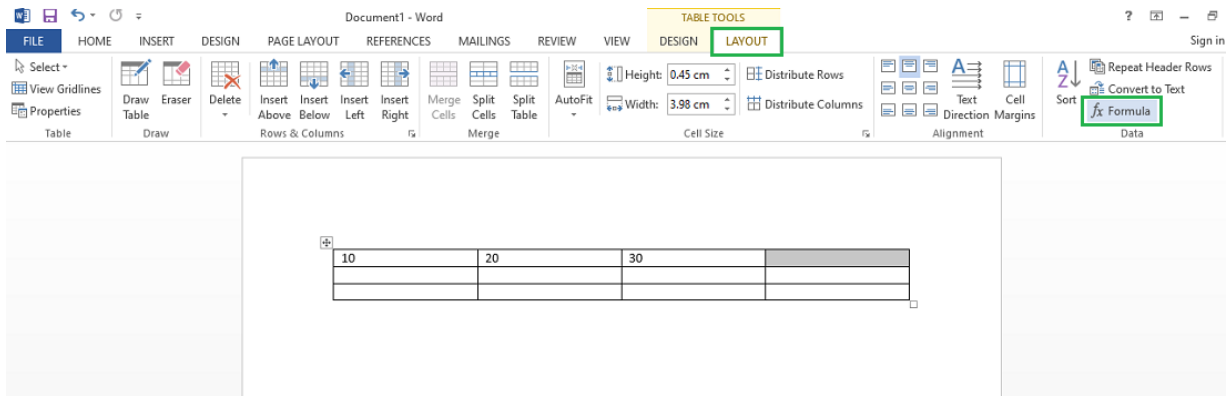 Document1 - Word
TABLE TOOLS
FILE HOME INSERT DESIGN PAGE LAYOUT REFERENCES MAILINGS REVIEW VIEW DESIGN LAYOUT Sign in
Select
View Gridlines
Properties
Table
Draw Table
Eraser
Draw
Delete
Insert Above
Insert Below
Insert Left
Insert Right
Rows & Columns
Merge Cells
Split Cells
Split Table
Merge
AutoFit
Height: 0.45 cm
Width: 3.98 cm
Distribute Rows
Distribute Columns
Cell Size
Text Direction
Cell Margins
Alignment
Sort
Repeat Header Rows
Convert to Text
fx Formula
Data
10 20 30